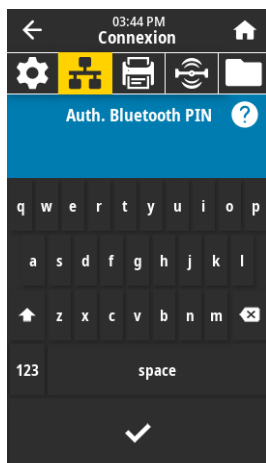 03:44 PM
Connexion
Auth. Bluetooth PIN ?
q w e r t y u i o p
a s d f g h j k l
z x c v b n m
123 space